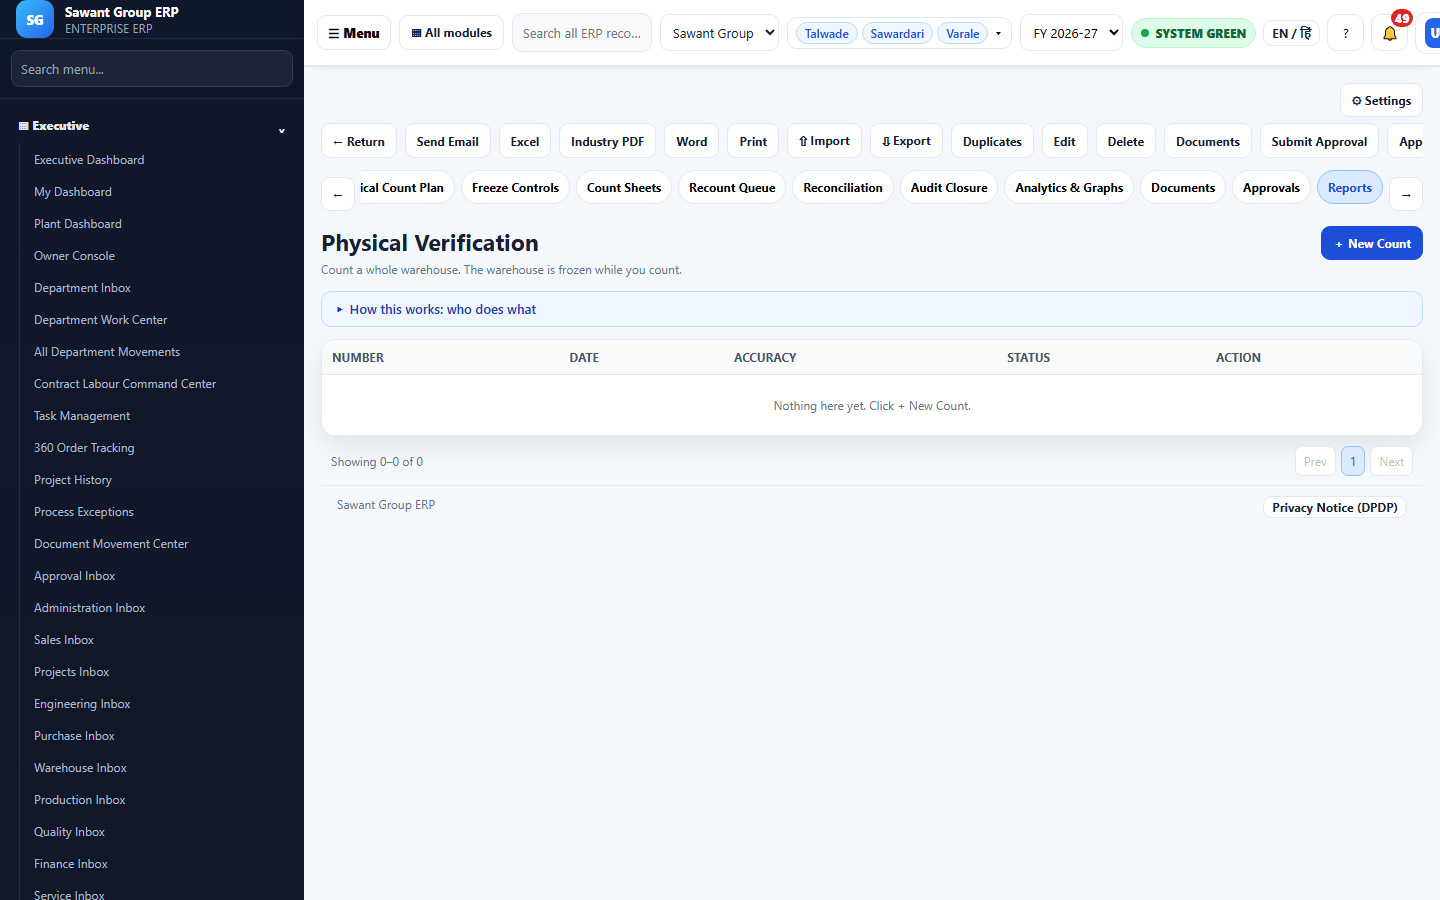 SG
Sawant Group ERP
ENTERPRISE ERP
Search menu...
Executive
Executive Dashboard
My Dashboard
Plant Dashboard
Owner Console
Department Inbox
Department Work Center
All Department Movements
Contract Labour Command Center
Task Management
360 Order Tracking
Project History
Process Exceptions
Document Movement Center
Approval Inbox
Administration Inbox
Sales Inbox
Projects Inbox
Engineering Inbox
Purchase Inbox
Warehouse Inbox
Production Inbox
Quality Inbox
Finance Inbox
Service Inbox
☰ Menu All modules Search all ERP reco... Sawant Group Talwade Sawardari Varale FY 2026-27 SYSTEM GREEN EN / हिं ? 49 U
⚙ Settings
← Return Send Email Excel Industry PDF Word Print ⇧ Import ⇩ Export Duplicates Edit Delete Documents Submit Approval App
← ical Count Plan Freeze Controls Count Sheets Recount Queue Reconciliation Audit Closure Analytics & Graphs Documents Approvals Reports →
Physical Verification
+ New Count
Count a whole warehouse. The warehouse is frozen while you count.
▸ How this works: who does what
NUMBER DATE ACCURACY STATUS ACTION
Nothing here yet. Click + New Count.
Showing 0–0 of 0
Prev 1 Next
Sawant Group ERP
Privacy Notice (DPDP)